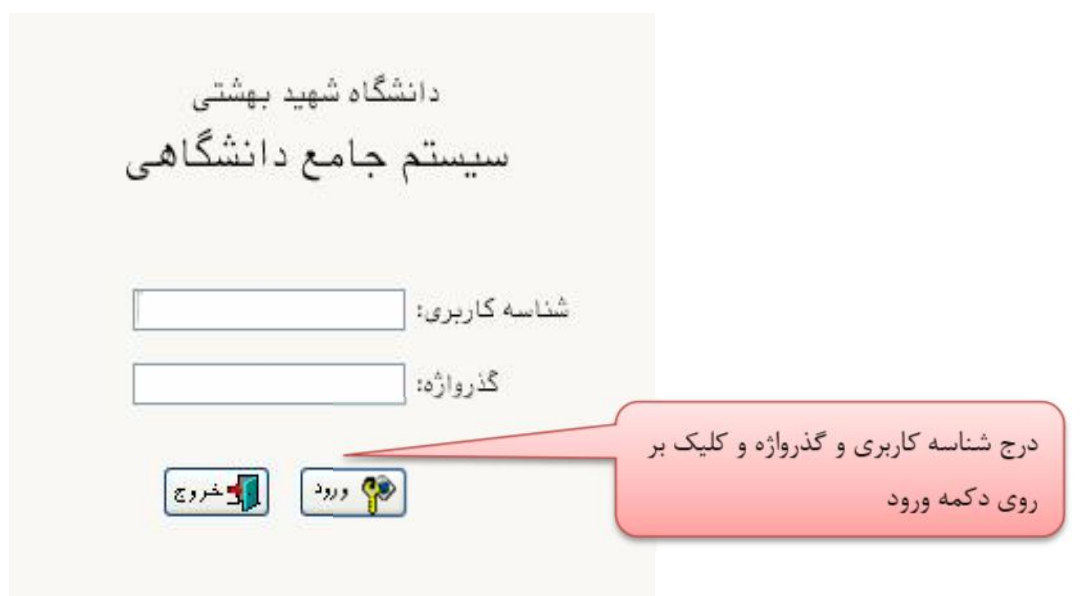 دانشگاه شهید بهشتی
سیستم جامع دانشگاهی
شناسه کاربری:
گذرواژه:
درج شناسه کاربری و گذرواژه و کلیک بر
روی دکمه ورود
ورود
خروج